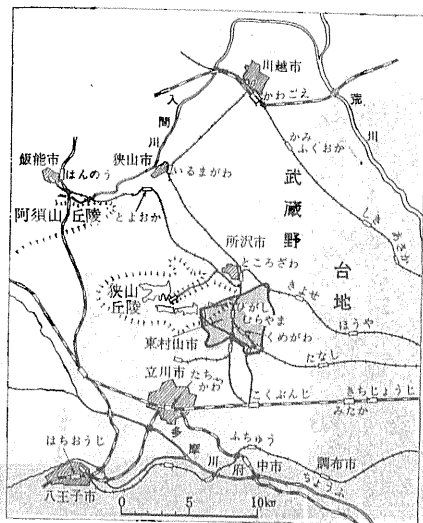 川越市
かわごえ
入間川
荒川
かみふくおか
飯能市
はんのう
狭山市
いるまがわ
武蔵野台地
阿須山丘陵
とよおか
しき
あさか
所沢市
ところざわ
狭山丘陵
きよせ
ひがしむらやま
ほうや
東村山市
くめがわ
たなし
立川市
たちかわ
こくぶんじ
きちじょうじ
みたか
多摩川
ふちゅう
府中市
調布市
ちょうふ
はちおうじ
八王子市
0 5 10km